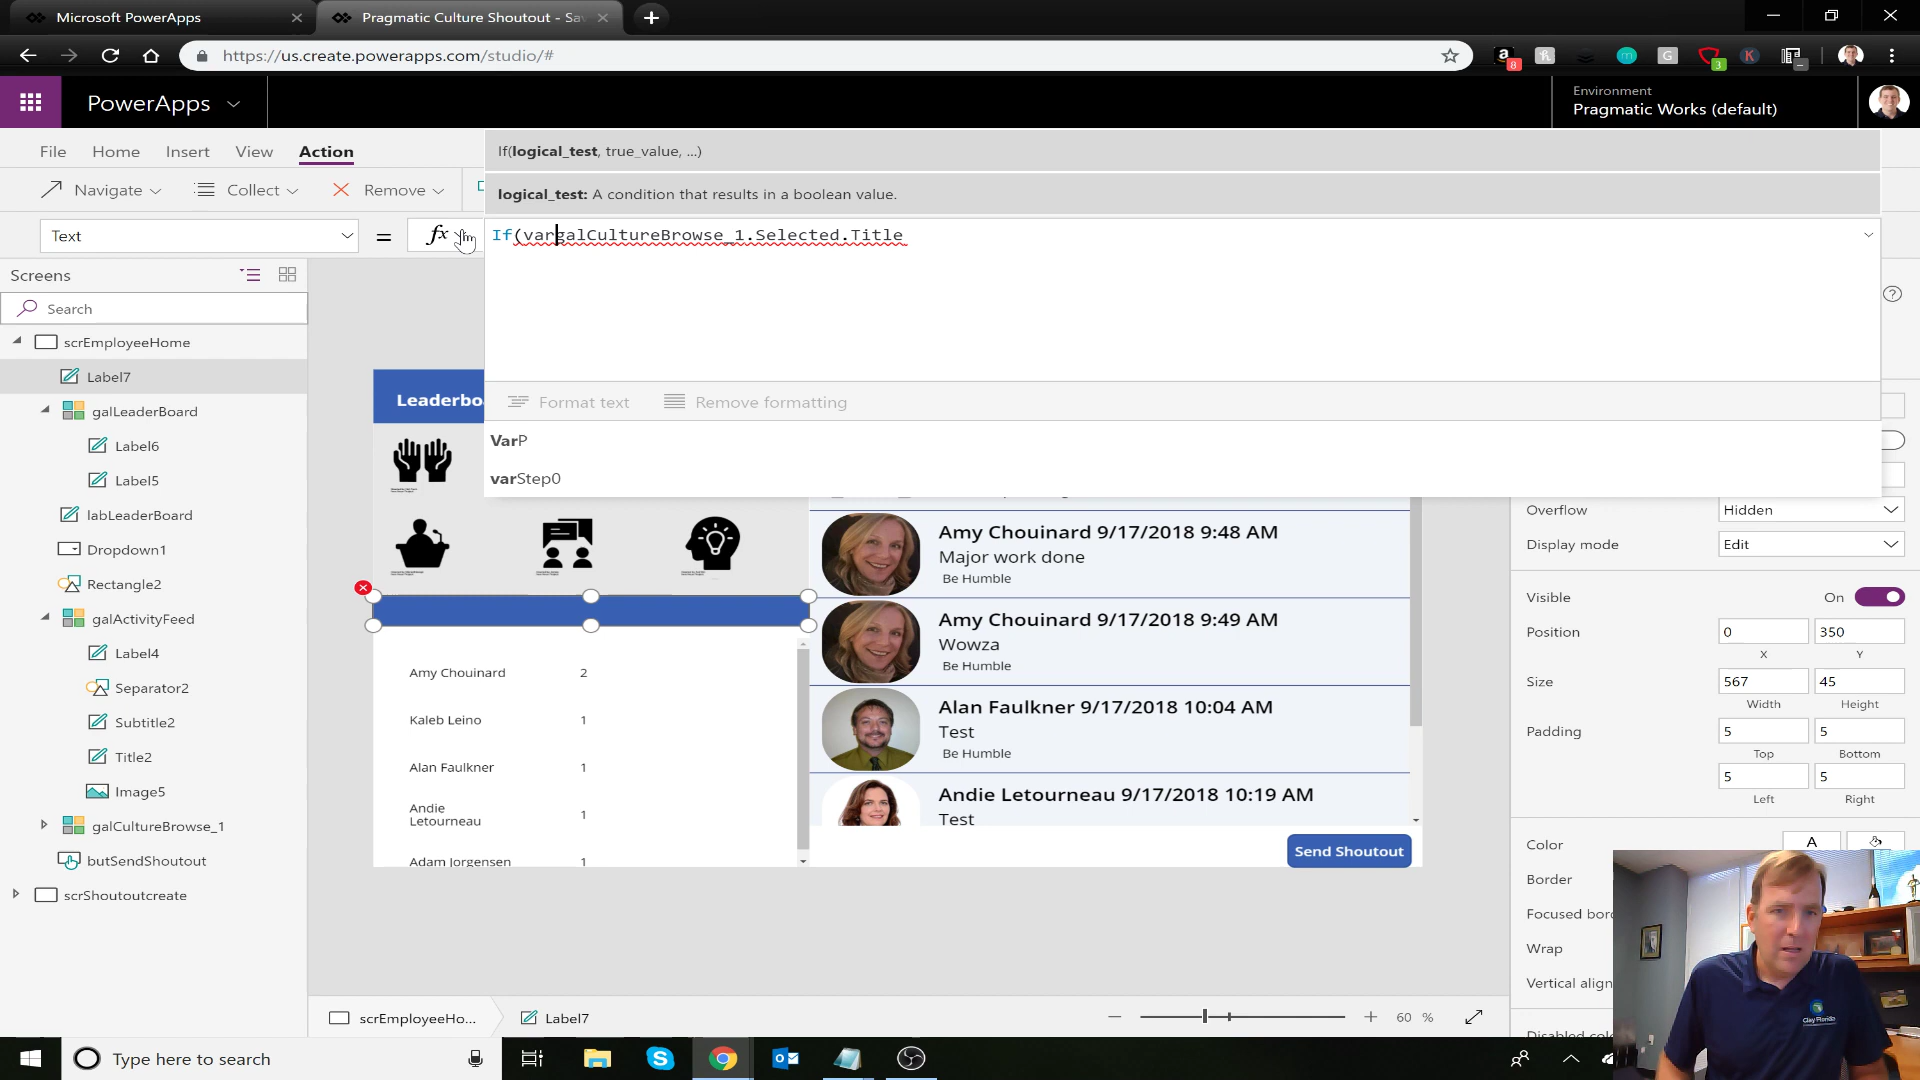 Microsoft PowerApps
Pragmatic Culture Shoutout - Sav
https://us.create.powerapps.com/studio/#
8
3
PowerApps
Environment
Pragmatic Works (default)
File
Home
Insert
View
Action
Navigate
Collect
Remove
If(logical_test, true_value, ...)
logical_test: A condition that results in a boolean value.
Text
=
fx
If(vargalCultureBrowse_1.Selected.Title
Format text
Remove formatting
VarP
varStep0
Screens
Search
scrEmployeeHome
Label7
galLeaderBoard
Label6
Label5
labLeaderBoard
Dropdown1
Rectangle2
galActivityFeed
Label4
Separator2
Subtitle2
Title2
Image5
galCultureBrowse_1
butSendShoutout
scrShoutoutcreate
Leaderbo
Amy Chouinard 2
Kaleb Leino 1
Alan Faulkner 1
Andie
Letourneau 1
Adam Jorgensen 1
Amy Chouinard 9/17/2018 9:48 AM
Major work done
Be Humble
Amy Chouinard 9/17/2018 9:49 AM
Wowza
Be Humble
Alan Faulkner 9/17/2018 10:04 AM
Test
Be Humble
Andie Letourneau 9/17/2018 10:19 AM
Test
Send Shoutout
Overflow Hidden
Display mode Edit
Visible On
Position 0 350
X Y
Size 567 45
Width Height
Padding 5 5
Top Bottom
5 5
Left Right
Color A
Border
Focused bor
Wrap
Vertical align
Disabled col
scrEmployeeHo...
Label7
60 %
Type here to search
Clay Florida